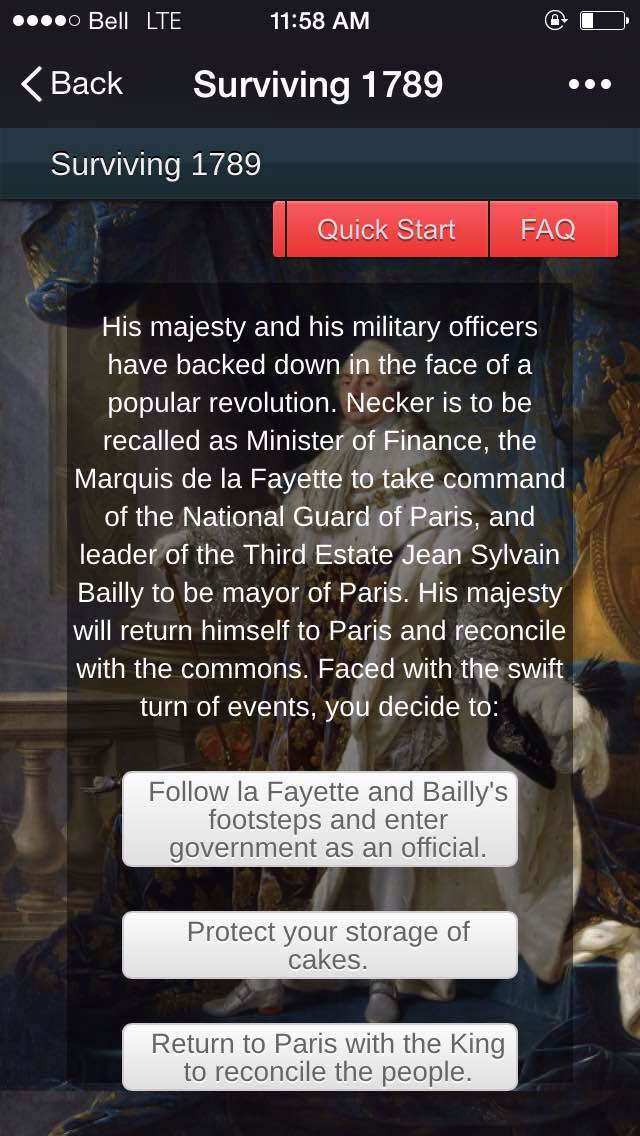 Bell LTE 11:58 AM
Back Surviving 1789
Surviving 1789
Quick Start FAQ
His majesty and his military officers
have backed down in the face of a
popular revolution. Necker is to be
recalled as Minister of Finance, the
Marquis de la Fayette to take command
of the National Guard of Paris, and
leader of the Third Estate Jean Sylvain
Bailly to be mayor of Paris. His majesty
will return himself to Paris and reconcile
with the commons. Faced with the swift
turn of events, you decide to:
Follow la Fayette and Bailly's
footsteps and enter
government as an official.
Protect your storage of
cakes.
Return to Paris with the King
to reconcile the people.